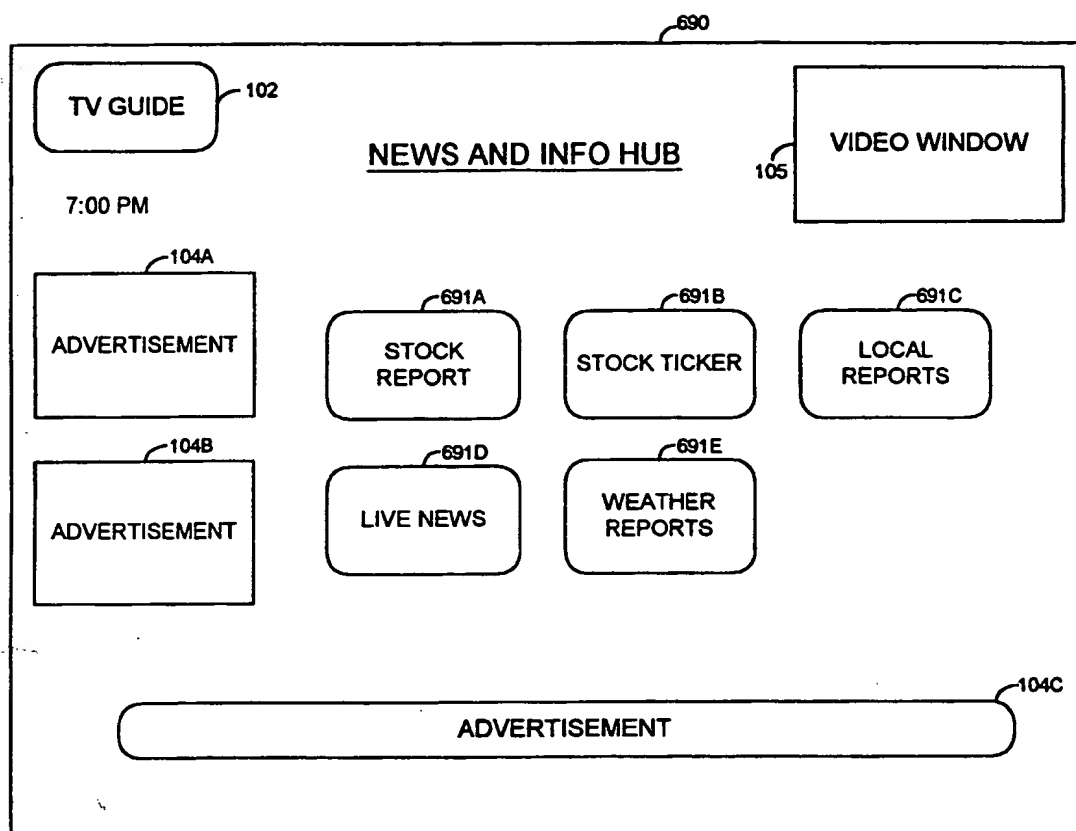 690
TV GUIDE
102
NEWS AND INFO HUB
VIDEO WINDOW
105
7:00 PM
104A
ADVERTISEMENT
691A
STOCK
REPORT
691B
STOCK TICKER
691C
LOCAL
REPORTS
104B
ADVERTISEMENT
691D
LIVE NEWS
691E
WEATHER
REPORTS
104C
ADVERTISEMENT